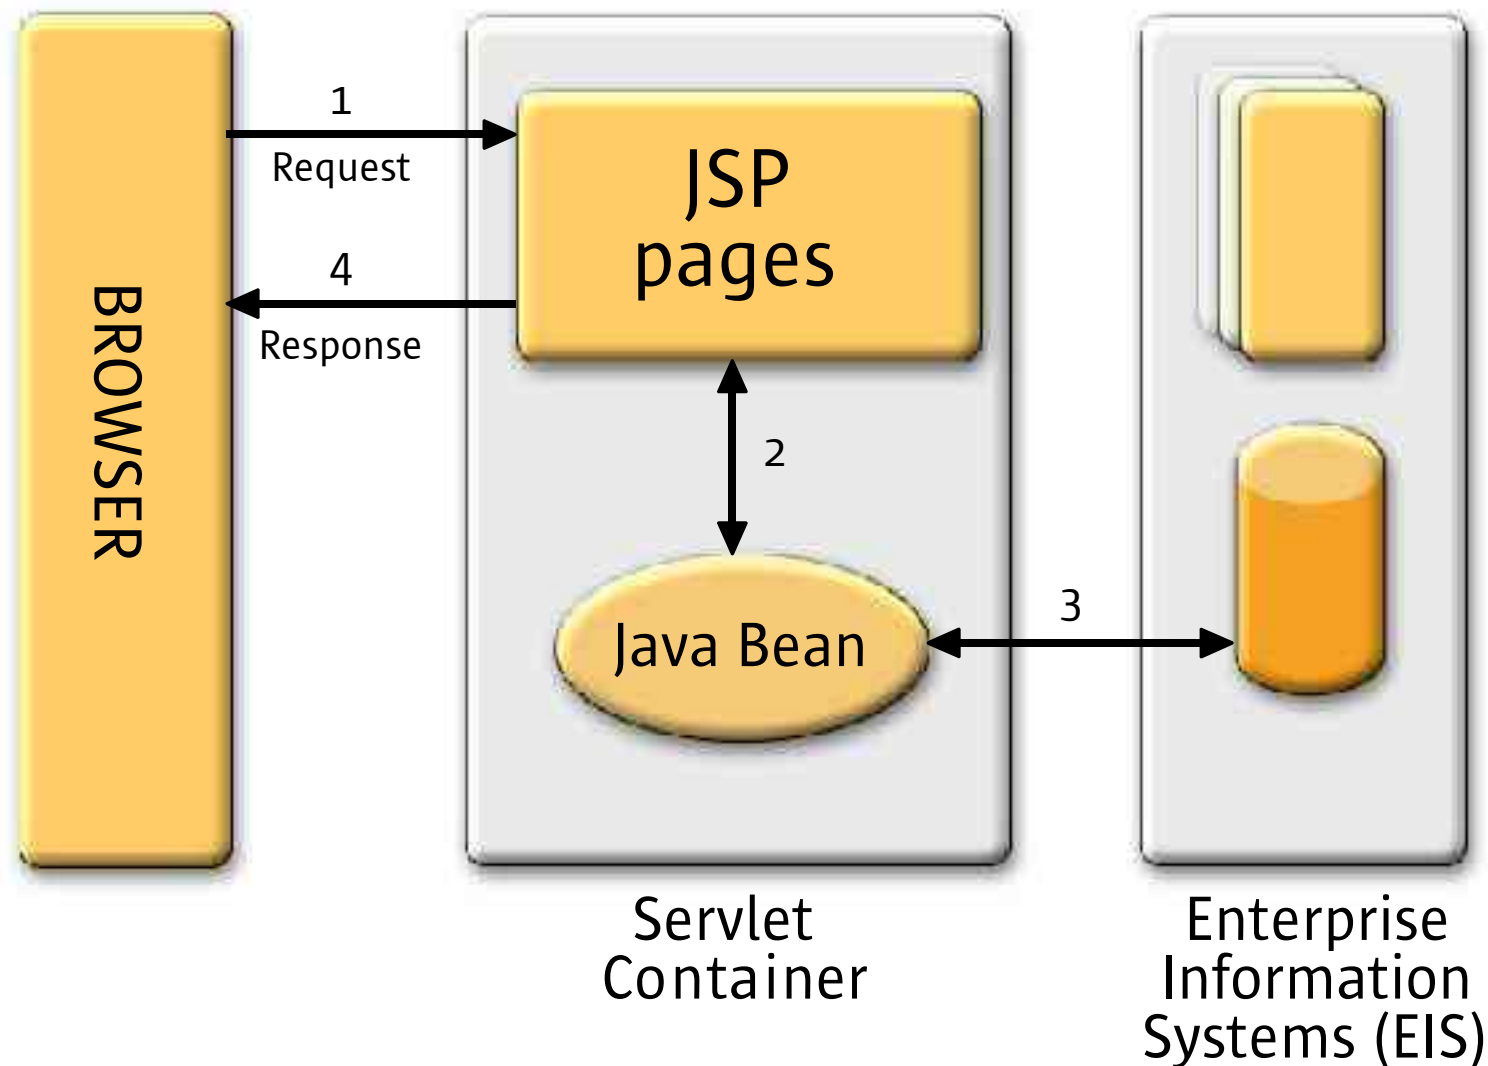 BROWSER
1
Request
4
Response
JSP
pages
2
Java Bean
3
Servlet
Container
Enterprise
Information
Systems (EIS)